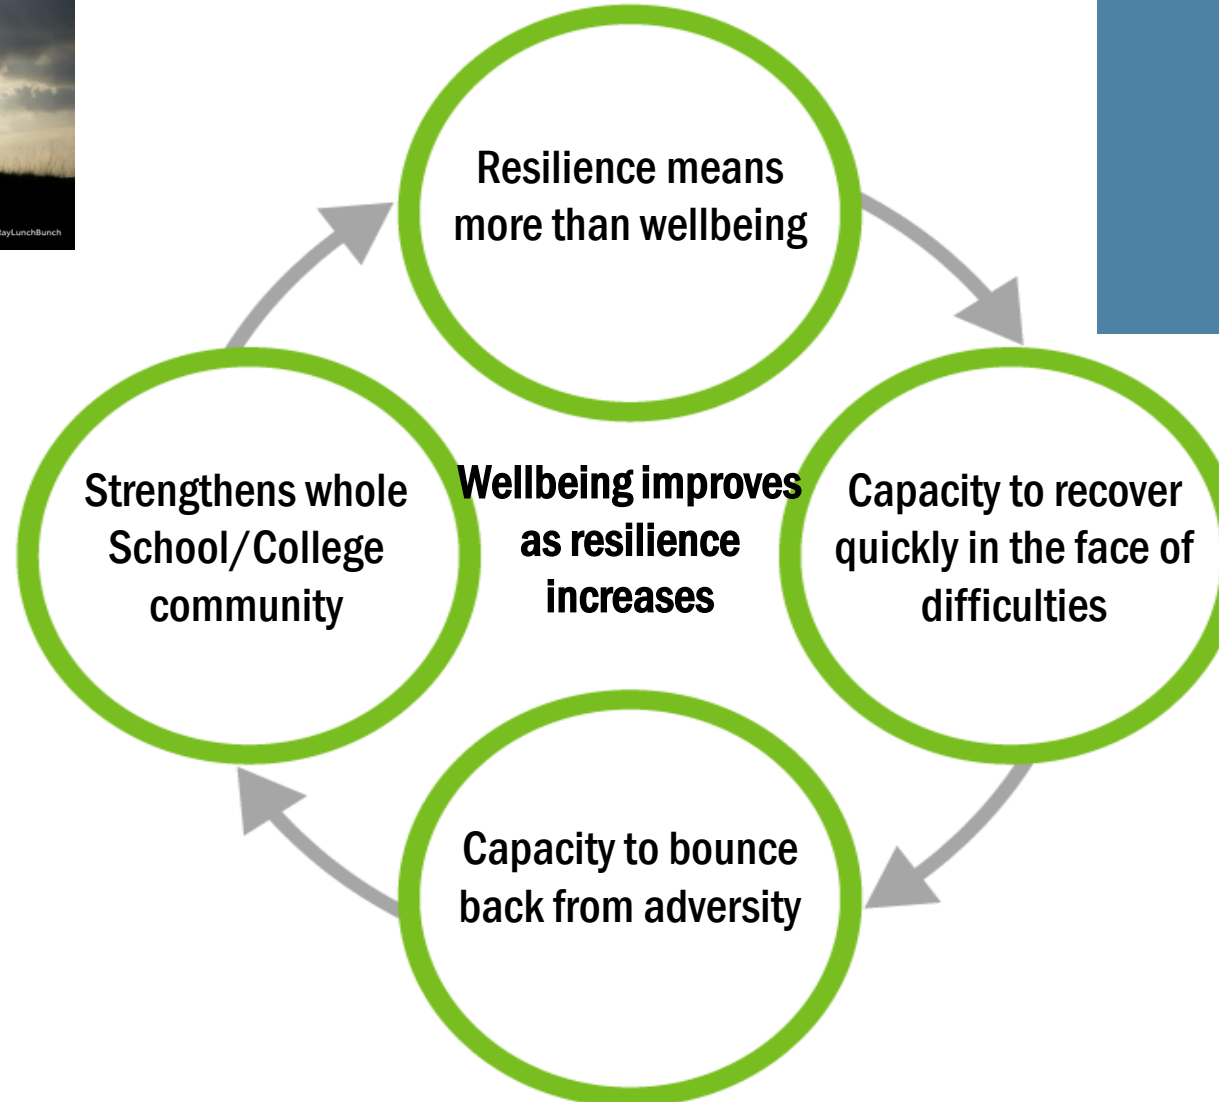 Resilience means
more than wellbeing
Strengthens whole
School/College
community
Wellbeing improves
as resilience
increases
Capacity to recover
quickly in the face of
difficulties
Capacity to bounce
back from adversity